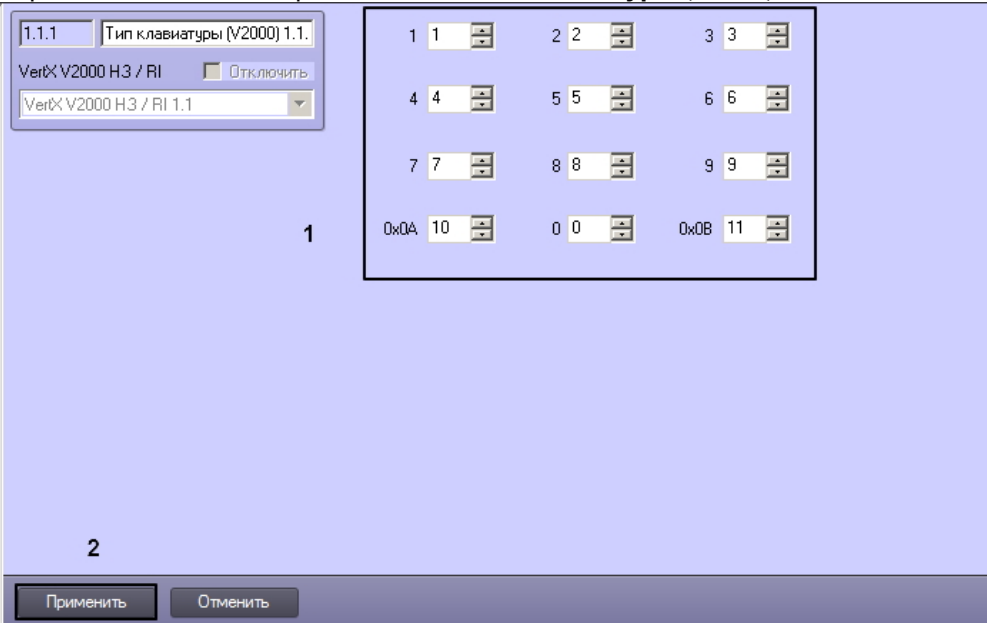 1.1.1 Тип клавиатуры (V2000) 1.1.
VertX V2000 НЗ / RI Отключить
VertX V2000 НЗ / RI 1.1
1 1 2 2 3 3
4 4 5 5 6 6
7 7 8 8 9 9
1 0x0A 10 0 0 0x0B 11
2
Применить Отменить